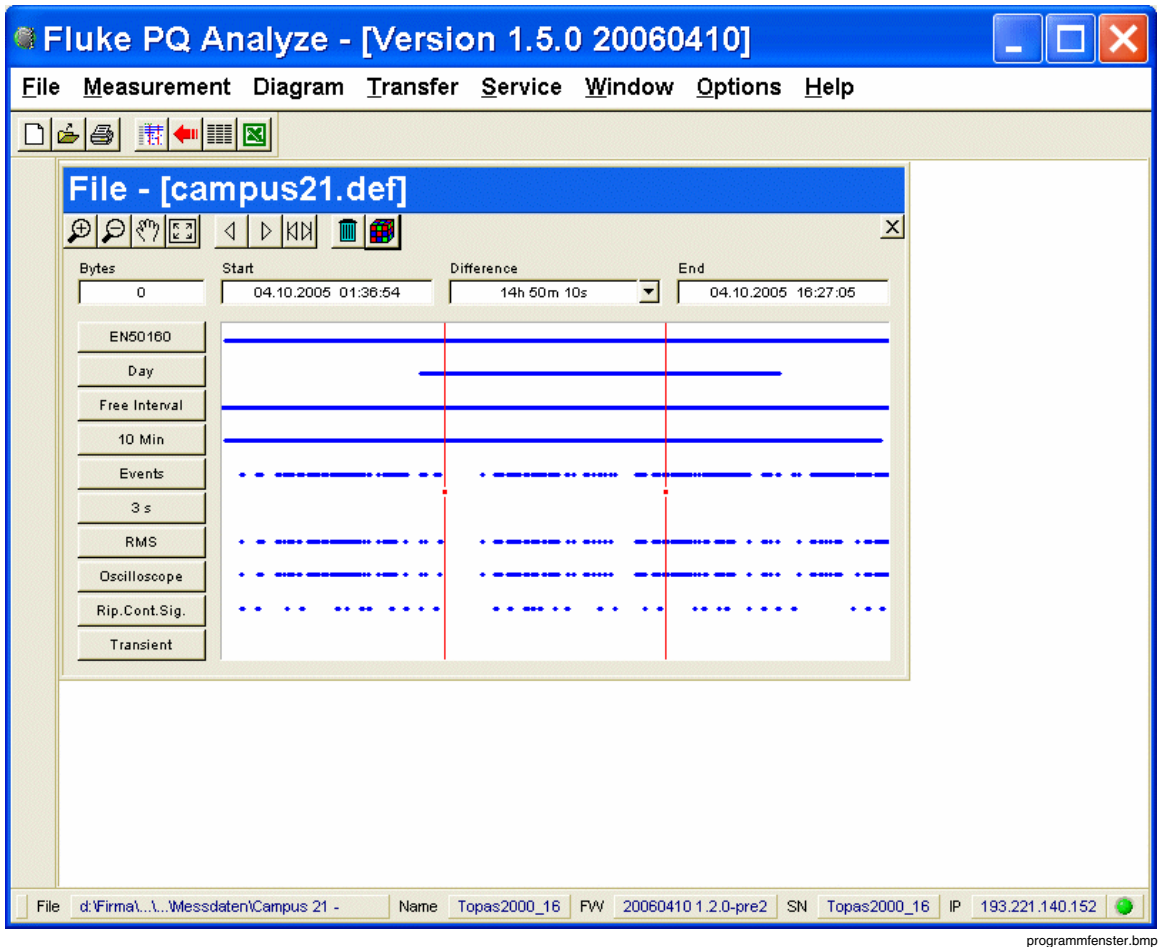 Fluke PQ Analyze - [Version 1.5.0 20060410]
File Measurement Diagram Transfer Service Window Options Help
File - [campus21.def]
Bytes Start Difference End
0 04.10.2005 01:36:54 14h 50m 10s 04.10.2005 16:27:05
EN50160
Day
Free Interval
10 Min
Events
3 s
RMS
Oscilloscope
Rip.Cont.Sig.
Transient
File d:\Firma\...\...\Messdaten\Campus 21 - Name Topas2000_16 FW 20060410 1.2.0-pre2 SN Topas2000_16 IP 193.221.140.152
programmfenster.bmp